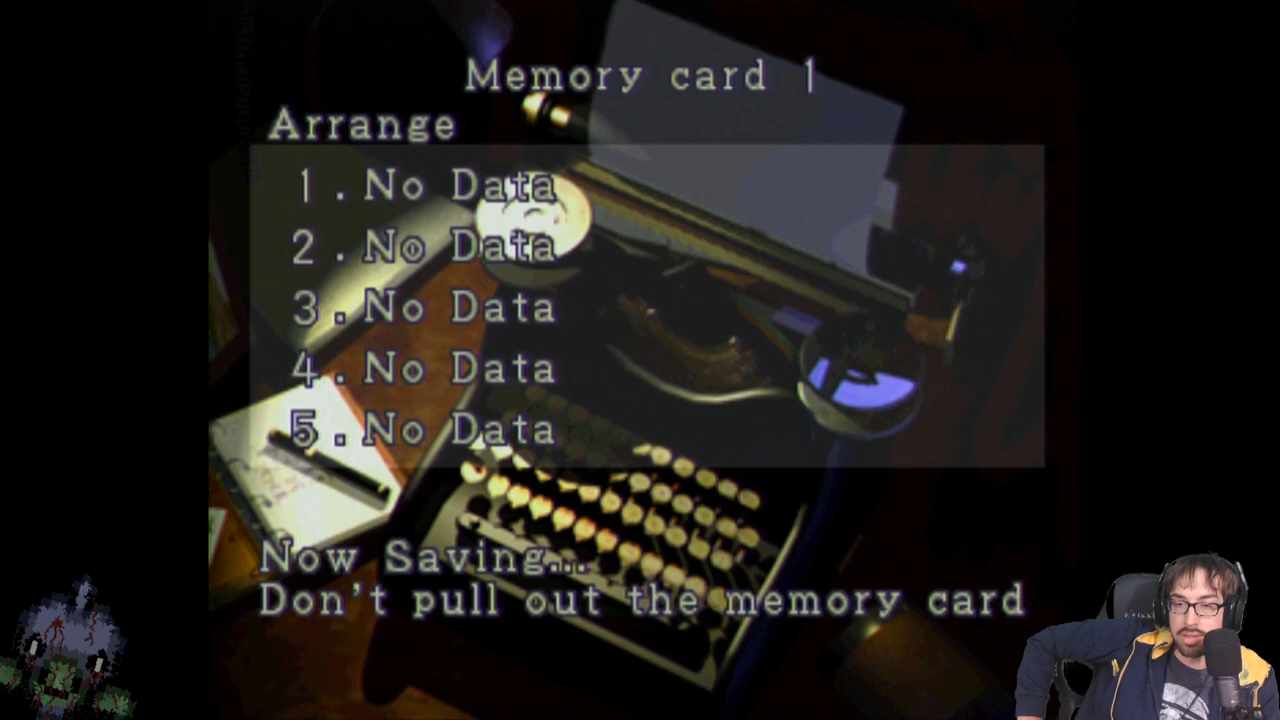 Memory card 1
Arrange
1. No Data
2. No Data
3. No Data
4. No Data
5. No Data
Now Saving...
Don't pull out the memory card